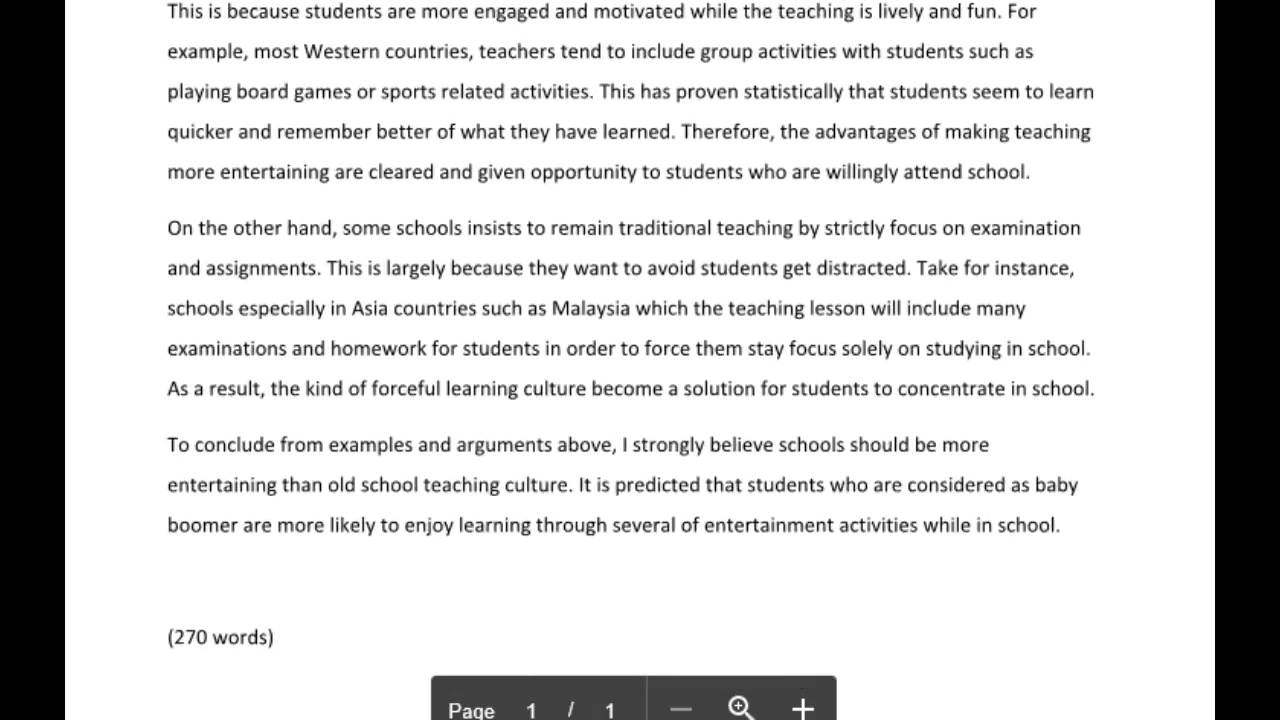 This is because students are more engaged and motivated while the teaching is lively and fun. For
example, most Western countries, teachers tend to include group activities with students such as
playing board games or sports related activities. This has proven statistically that students seem to learn
quicker and remember better of what they have learned. Therefore, the advantages of making teaching
more entertaining are cleared and given opportunity to students who are willingly attend school.
On the other hand, some schools insists to remain traditional teaching by strictly focus on examination
and assignments. This is largely because they want to avoid students get distracted. Take for instance,
schools especially in Asia countries such as Malaysia which the teaching lesson will include many
examinations and homework for students in order to force them stay focus solely on studying in school.
As a result, the kind of forceful learning culture become a solution for students to concentrate in school.
To conclude from examples and arguments above, I strongly believe schools should be more
entertaining than old school teaching culture. It is predicted that students who are considered as baby
boomer are more likely to enjoy learning through several of entertainment activities while in school.
(270 words)
Page 1 / 1